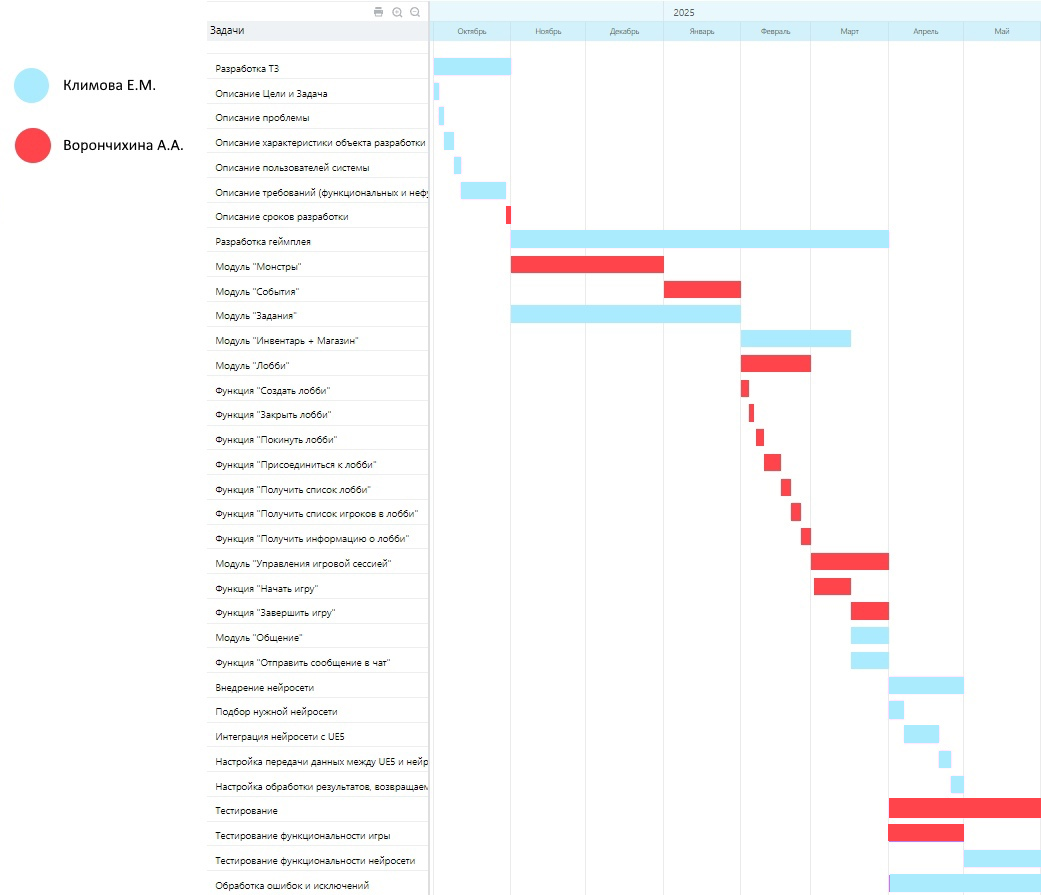 2025
Задачи
Октябрь Ноябрь Декабрь Январь Февраль Март Апрель Май
Климова Е.М.
Ворончихина А.А.
Разработка ТЗ
Описание Цели и Задача
Описание проблемы
Описание характеристики объекта разработки
Описание пользователей системы
Описание требований (функциональных и неф
Описание сроков разработки
Разработка геймплея
Модуль "Монстры"
Модуль "События"
Модуль "Задания"
Модуль "Инвентарь + Магазин"
Модуль "Лобби"
Функция "Создать лобби"
Функция "Закрыть лобби"
Функция "Покинуть лобби"
Функция "Присоединиться к лобби"
Функция "Получить список лобби"
Функция "Получить список игроков в лобби"
Функция "Получить информацию о лобби"
Модуль "Управления игровой сессией"
Функция "Начать игру"
Функция "Завершить игру"
Модуль "Общение"
Функция "Отправить сообщение в чат"
Внедрение нейросети
Подбор нужной нейросети
Интеграция нейросети с UE5
Настройка передачи данных между UE5 и нейр
Настройка обработки результатов, возвращаем
Тестирование
Тестирование функциональности игры
Тестирование функциональности нейросети
Обработка ошибок и исключений